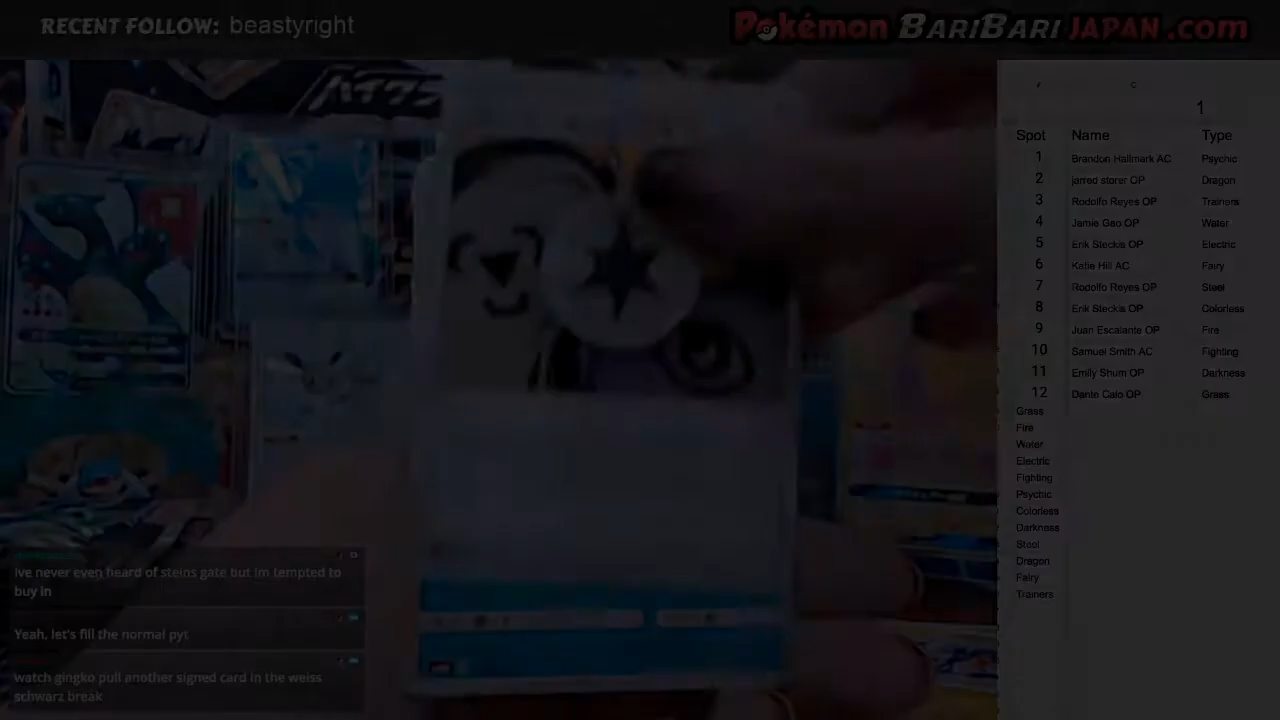 RECENT FOLLOW: beastyright
Pokémon BARIBARI JAPAN .com
1
Spot Name Type
1 Brandon Hallmark AC Psychic
2 jarred storer OP Dragon
3 Rodolfo Reyes OP Trainers
4 Jamie Gao OP Water
5 Erik Steckis OP Electric
6 Katie Hill AC Fairy
7 Rodolfo Reyes OP Steel
8 Erik Steckis OP Colorless
9 Juan Escalante OP Fire
10 Samuel Smith AC Fighting
11 Emily Shum OP Darkness
12 Dante Caio OP Grass
Grass
Fire
Water
Electric
Fighting
Psychic
Colorless
Darkness
Steel
Dragon
Fairy
Trainers
ive never even heard of steins gate but im tempted to
buy in
Yeah, let's fill the normal pyt
watch gingko pull another signed card in the weiss
schwarz break